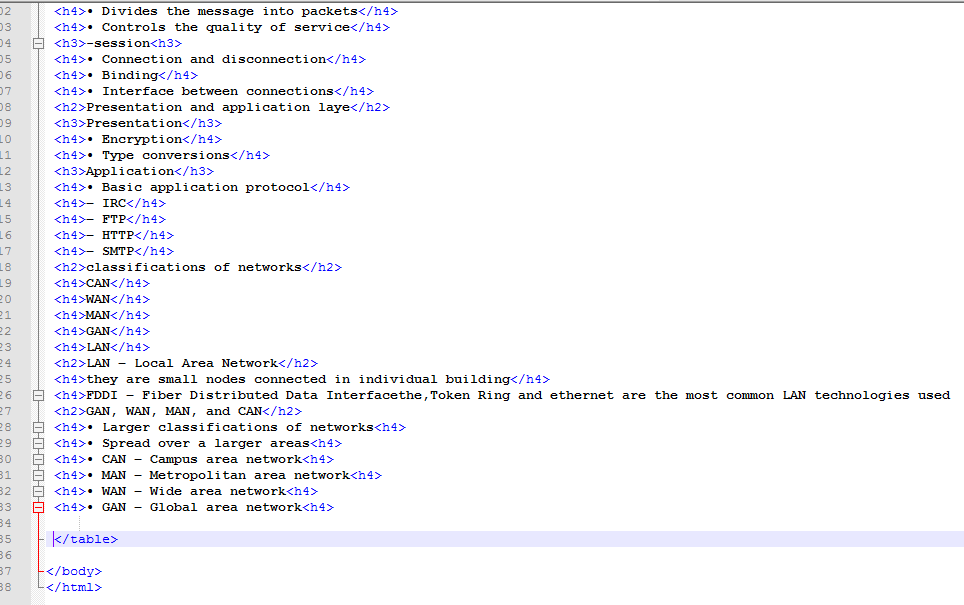 02 <h4>• Divides the message into packets</h4>
03 <h4>• Controls the quality of service</h4>
04 <h3>-session<h3>
05 <h4>• Connection and disconnection</h4>
06 <h4>• Binding</h4>
07 <h4>• Interface between connections</h4>
08 <h2>Presentation and application laye</h2>
09 <h3>Presentation</h3>
10 <h4>• Encryption</h4>
11 <h4>• Type conversions</h4>
12 <h3>Application</h3>
13 <h4>• Basic application protocol</h4>
14 <h4>– IRC</h4>
15 <h4>– FTP</h4>
16 <h4>– HTTP</h4>
17 <h4>– SMTP</h4>
18 <h2>classifications of networks</h2>
19 <h4>CAN</h4>
20 <h4>WAN</h4>
21 <h4>MAN</h4>
22 <h4>GAN</h4>
23 <h4>LAN</h4>
24 <h2>LAN – Local Area Network</h2>
25 <h4>they are small nodes connected in individual building</h4>
26 <h4>FDDI – Fiber Distributed Data Interfacethe,Token Ring and ethernet are the most common LAN technologies used
27 <h2>GAN, WAN, MAN, and CAN</h2>
28 <h4>• Larger classifications of networks<h4>
29 <h4>• Spread over a larger areas<h4>
30 <h4>• CAN – Campus area network<h4>
31 <h4>• MAN – Metropolitan area network<h4>
32 <h4>• WAN – Wide area network<h4>
33 <h4>• GAN – Global area network<h4>
34
35 </table>
36
37 </body>
38 </html>